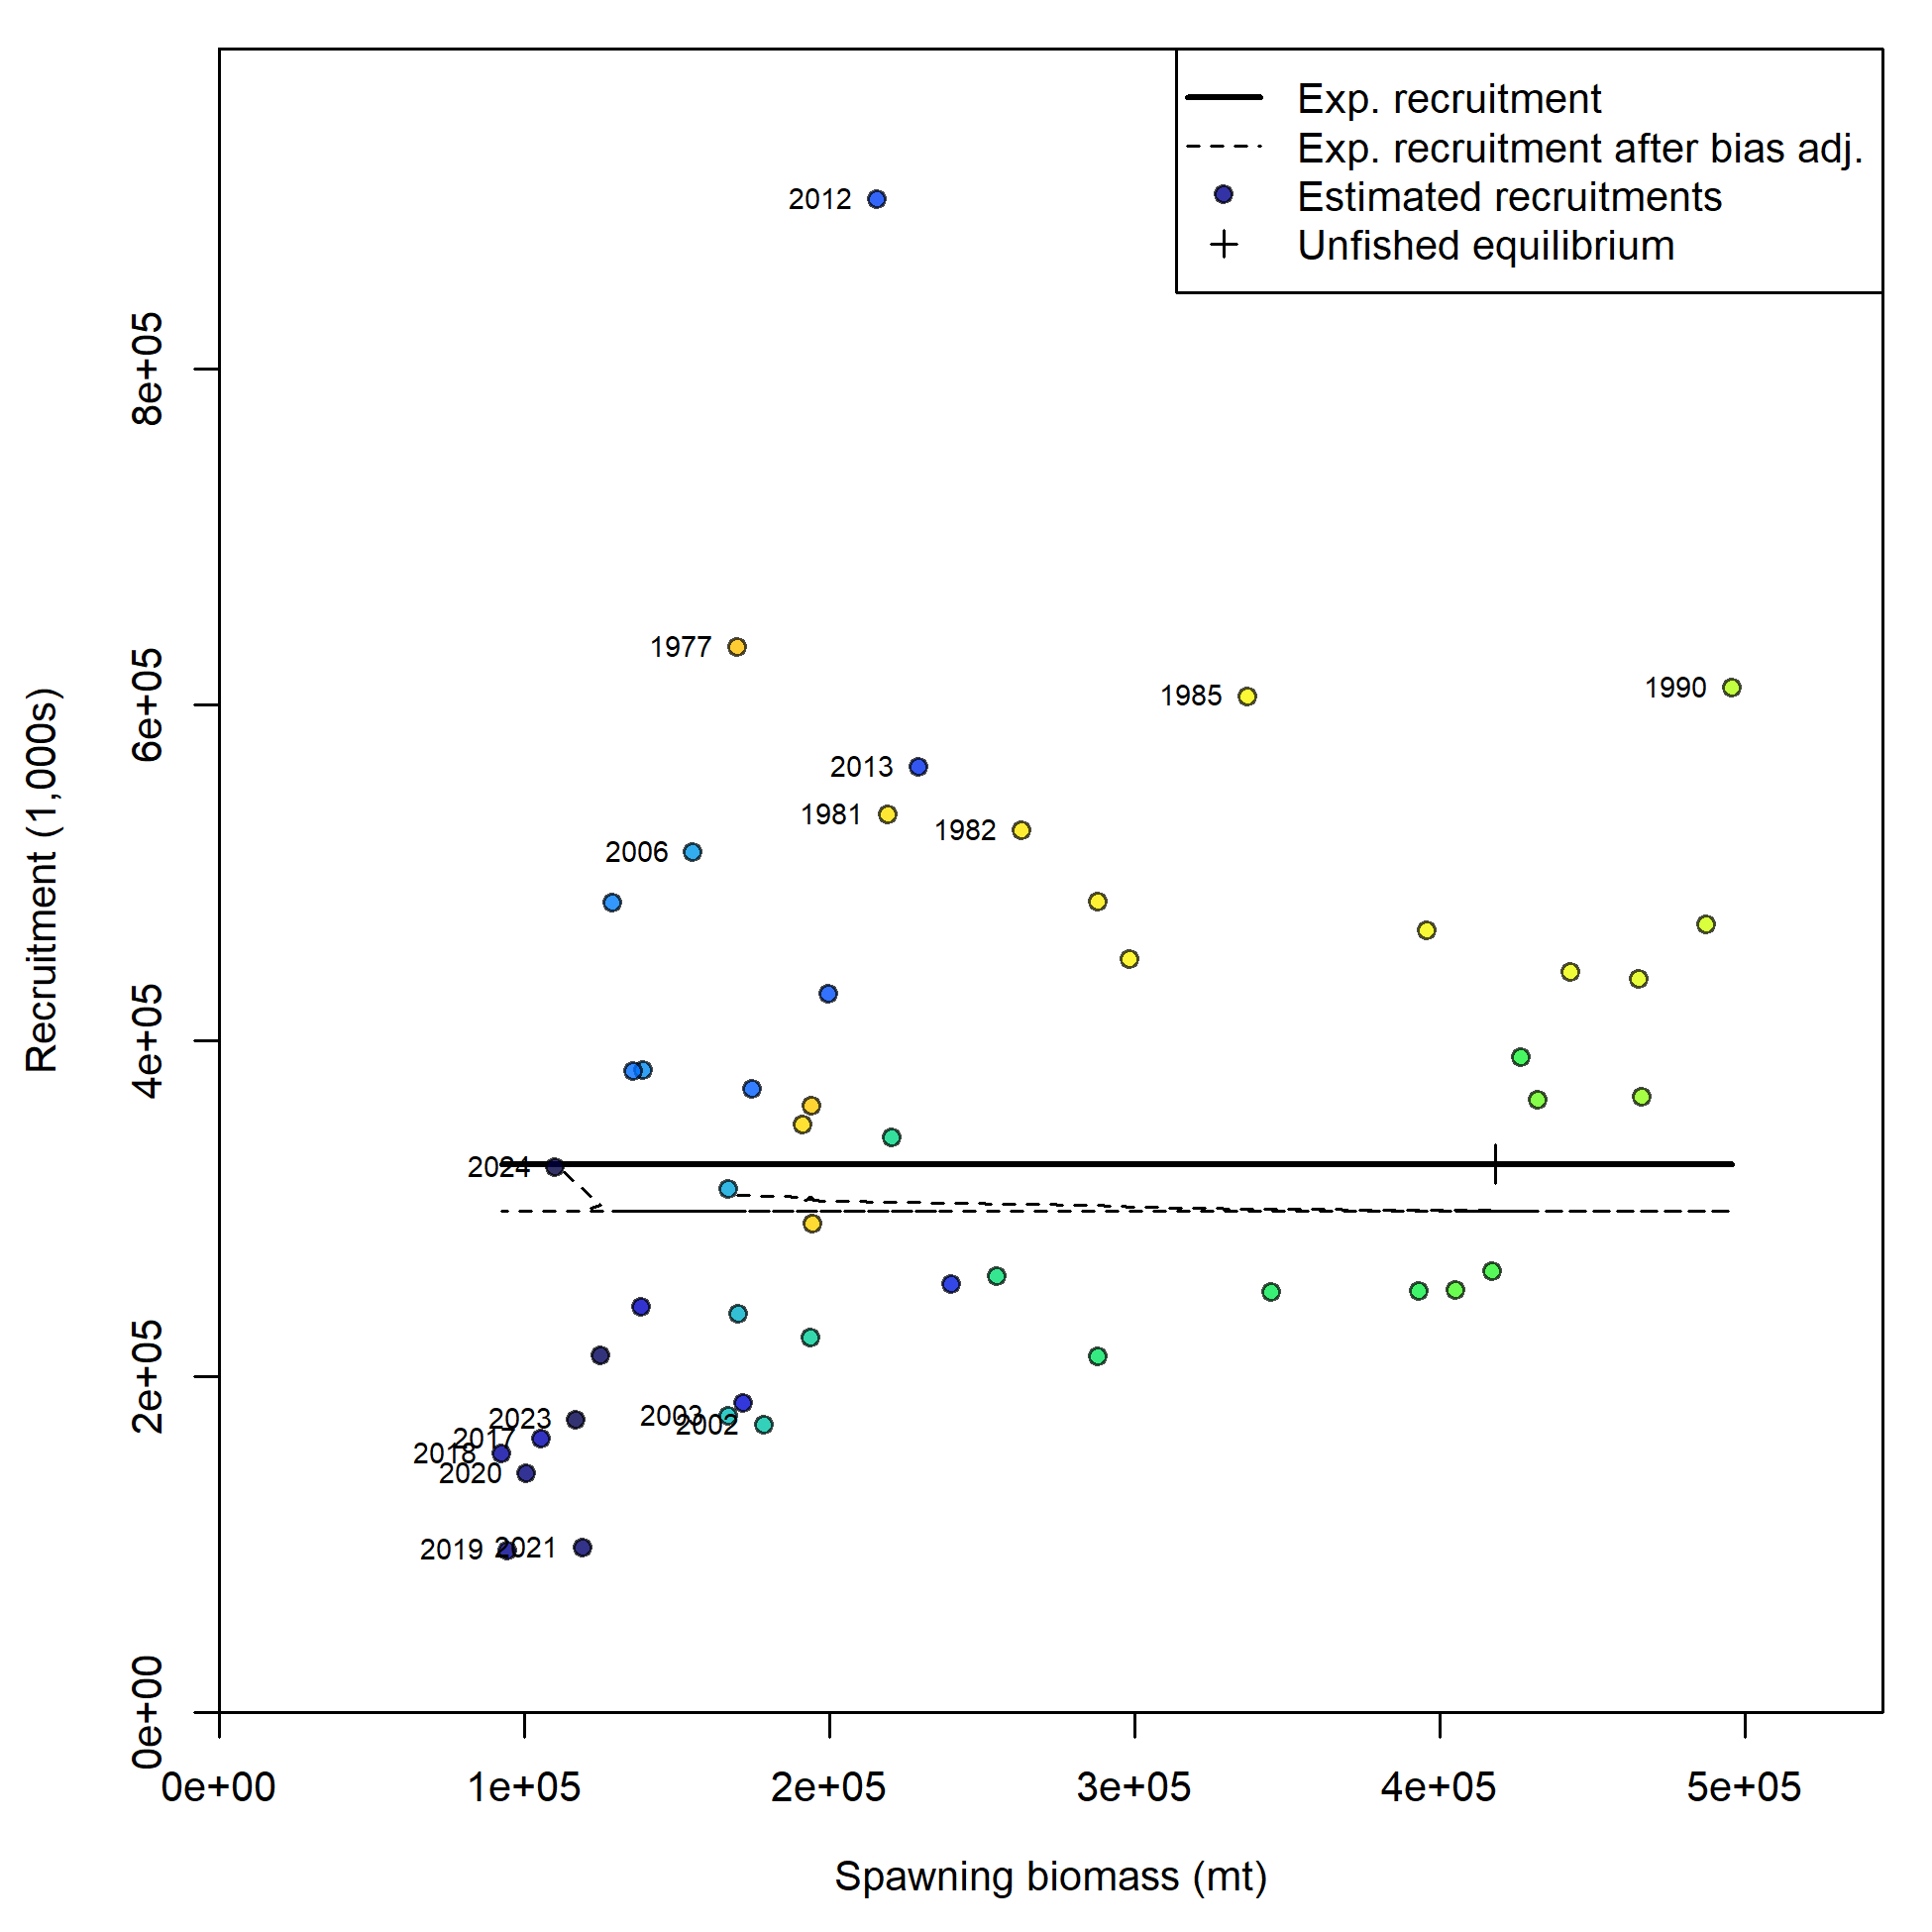 Exp. recruitment
Exp. recruitment after bias adj.
Estimated recruitments
Unfished equilibrium
2012
8e+05
1977
1990
1985
6e+05
2013
1981
1982
2006
Recruitment (1,000s)
4e+05
2024
2003
2023
2002
2e+05
2017
2018
2020
2021
2019
0e+00
0e+00 1e+05 2e+05 3e+05 4e+05 5e+05
Spawning biomass (mt)